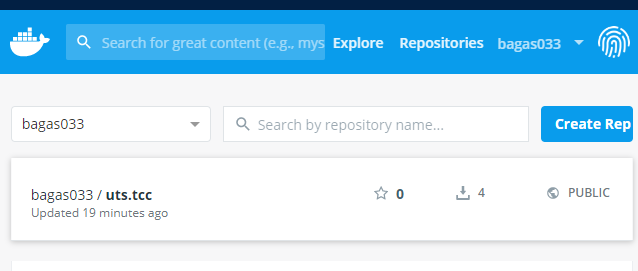 Search for great content (e.g., mys
Explore
Repositories
bagas033
bagas033
Search by repository name...
Create Rep
bagas033 / uts.tcc
0
4
PUBLIC
Updated 19 minutes ago